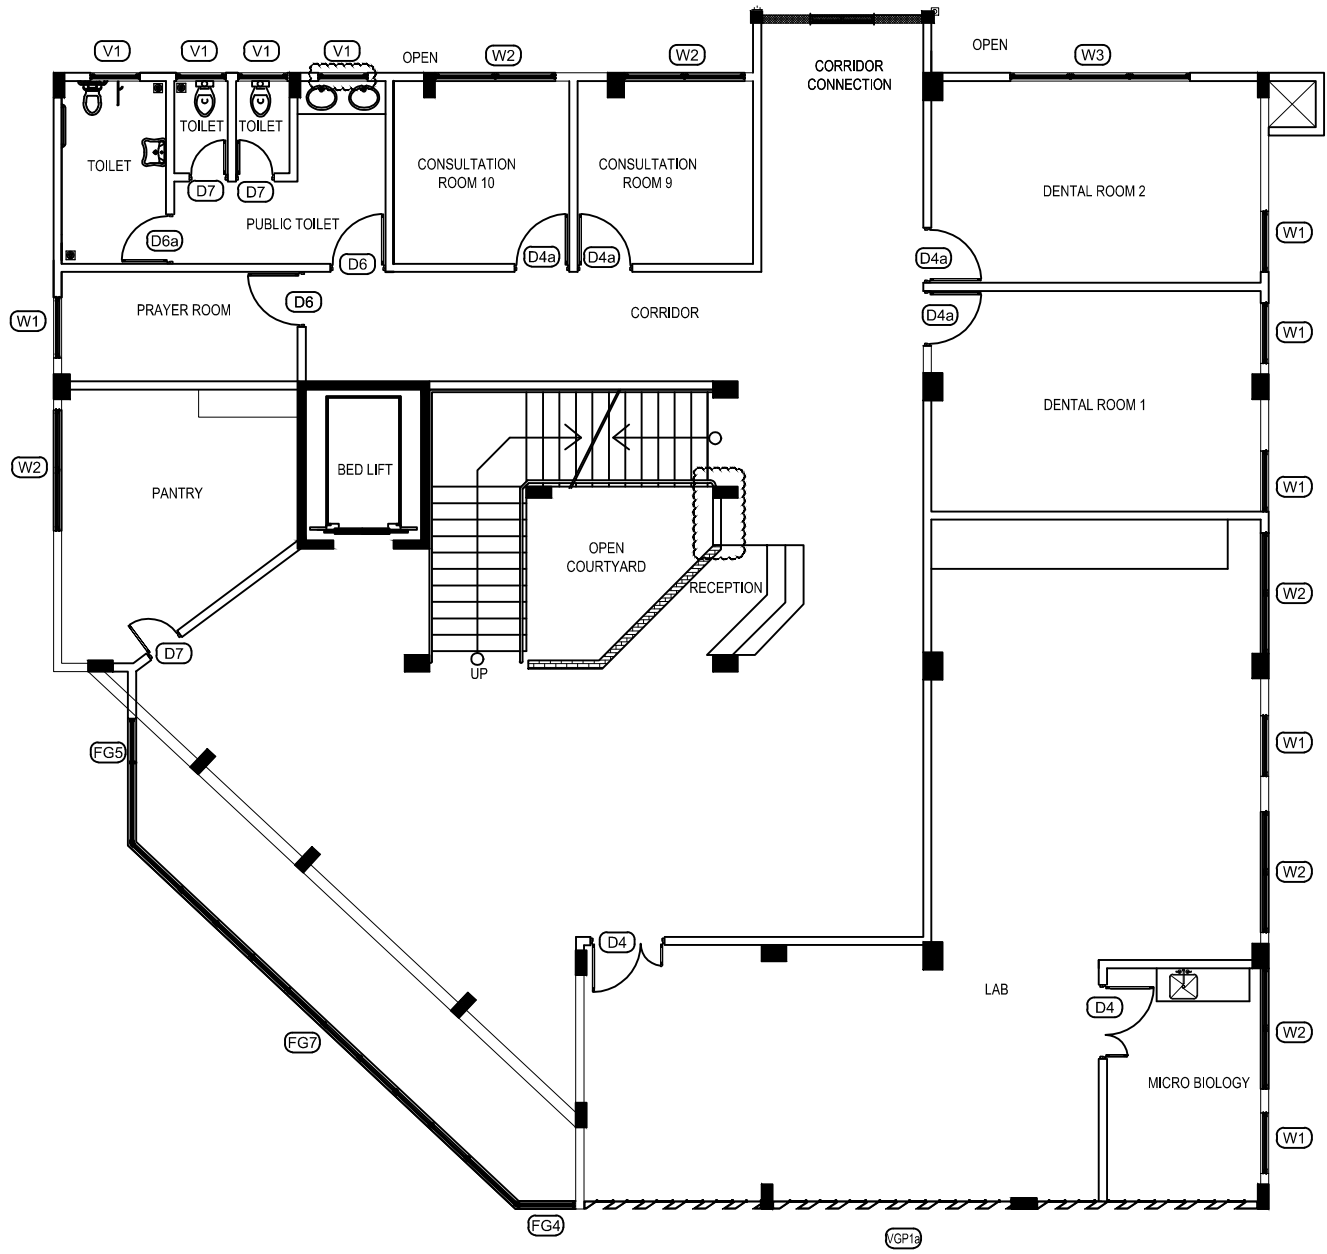 V1
V1
V1
V1
OPEN
W2
W2
CORRIDOR
CONNECTION
OPEN
W3
TOILET
TOILET
TOILET
CONSULTATION
ROOM 10
CONSULTATION
ROOM 9
DENTAL ROOM 2
D7
D7
PUBLIC TOILET
D6a
D6
D4a
D4a
D4a
W1
PRAYER ROOM
D6
CORRIDOR
D4a
W1
W1
DENTAL ROOM 1
W2
BED LIFT
PANTRY
W1
OPEN
COURTYARD
RECEPTION
W2
D7
UP
FG5
W1
W2
D4
LAB
D4
FG7
W2
MICRO BIOLOGY
W1
FG4
VGP1a